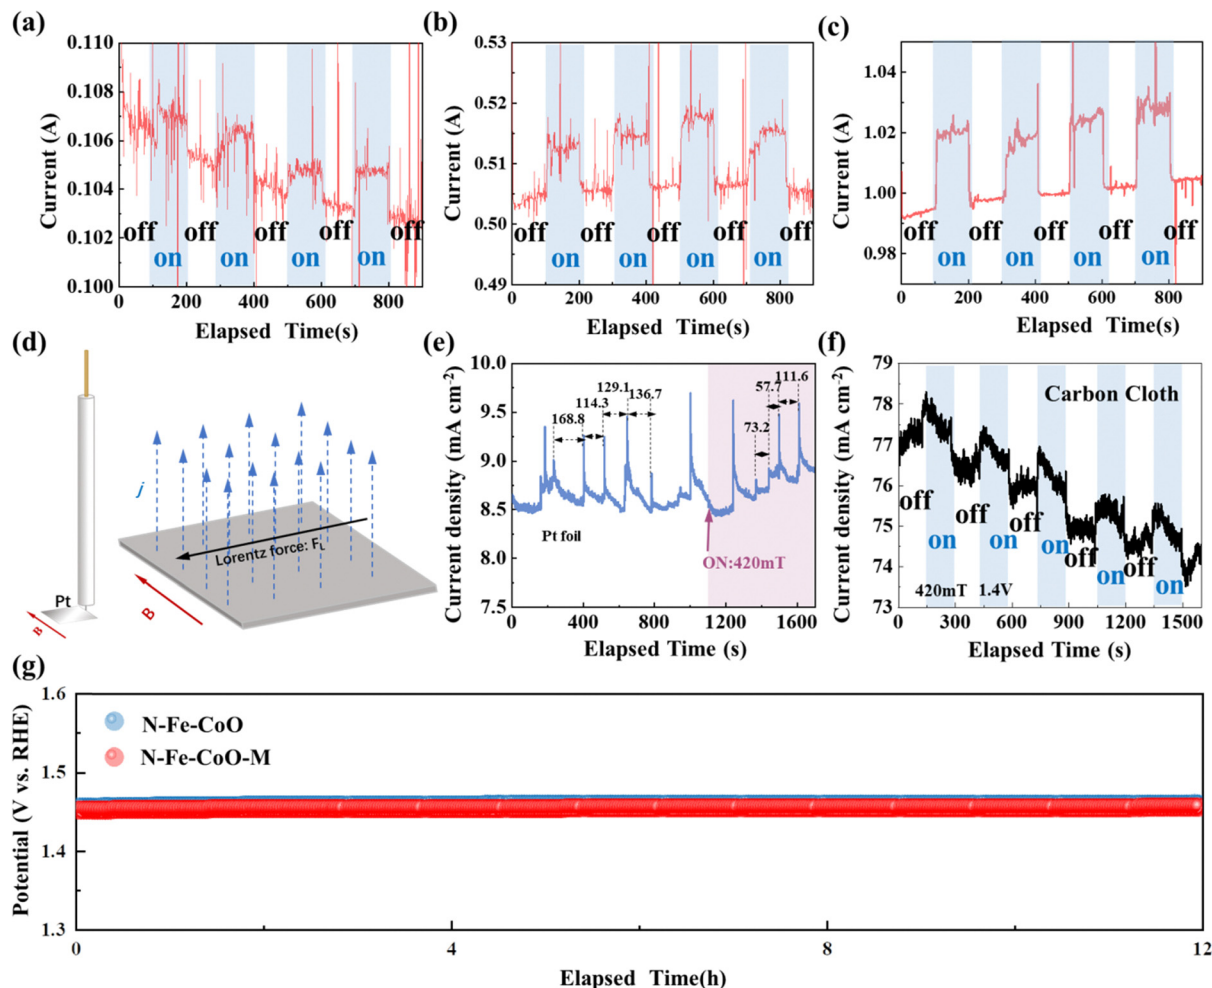 (a)
0.110
0.108
0.106
0.104
0.102
0.100
Current (A)
off off off off off
on on on on
0 200 400 600 800
Elapsed Time(s)
(b)
0.53
0.52
0.51
0.50
0.49
Current (A)
off off off off off
on on on on
0 200 400 600 800
Elapsed Time(s)
(c)
1.04
1.02
1.00
0.98
Current (A)
off off off off off
on on on on
0 200 400 600 800
Elapsed Time(s)
(d)
j
Lorentz force: FL
Pt
B
B
(e)
10.0
9.5
9.0
8.5
8.0
7.5
Current density (mA cm⁻²)
168.8
114.3
129.1
136.7
73.2
57.7
111.6
Pt foil
ON:420mT
0 400 800 1200 1600
Elapsed Time (s)
(f)
79
78
77
76
75
74
73
Current density (mA cm⁻²)
Carbon Cloth
off off off off off
on on on on on
420mT 1.4V
0 300 600 900 1200 1500
Elapsed Time (s)
(g)
1.6
1.5
1.4
1.3
Potential (V vs. RHE)
N-Fe-CoO
N-Fe-CoO-M
0 4 8 12
Elapsed Time(h)